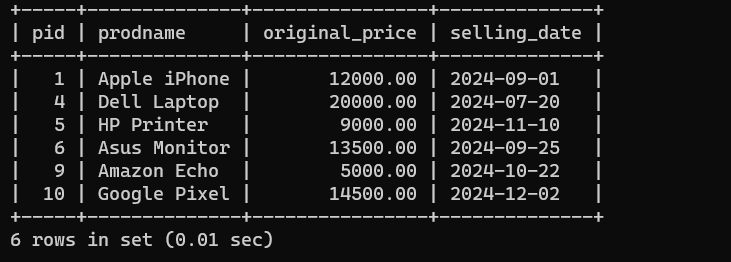 +-----+--------------+----------------+--------------+
| pid | prodname     | original_price | selling_date |
+-----+--------------+----------------+--------------+
|   1 | Apple iPhone |       12000.00 | 2024-09-01   |
|   4 | Dell Laptop  |       20000.00 | 2024-07-20   |
|   5 | HP Printer   |        9000.00 | 2024-11-10   |
|   6 | Asus Monitor |       13500.00 | 2024-09-25   |
|   9 | Amazon Echo  |        5000.00 | 2024-10-22   |
|  10 | Google Pixel |       14500.00 | 2024-12-02   |
+-----+--------------+----------------+--------------+
6 rows in set (0.01 sec)